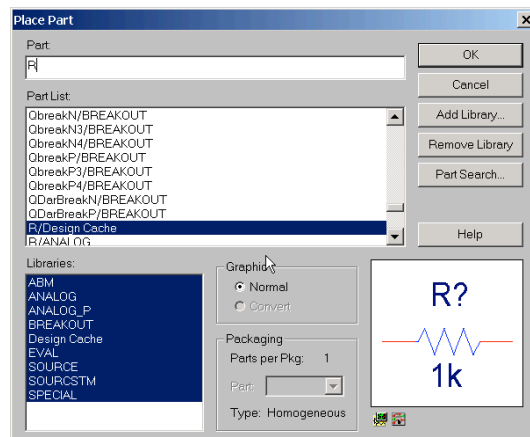 Place Part
Part:
R
OK
Cancel
Add Library...
Remove Library
Part Search...
Help
Part List:
QbreakN/BREAKOUT
QbreakN3/BREAKOUT
QbreakN4/BREAKOUT
QbreakP/BREAKOUT
QbreakP3/BREAKOUT
QbreakP4/BREAKOUT
QDarBreakN/BREAKOUT
QDarBreakP/BREAKOUT
R/Design Cache
R/ANALOG
Libraries:
ABM
ANALOG
ANALOG_P
BREAKOUT
Design Cache
EVAL
SOURCE
SOURCSTM
SPECIAL
Graphic
Normal
Convert
Packaging
Parts per Pkg: 1
Part:
Type: Homogeneous
R?
1k